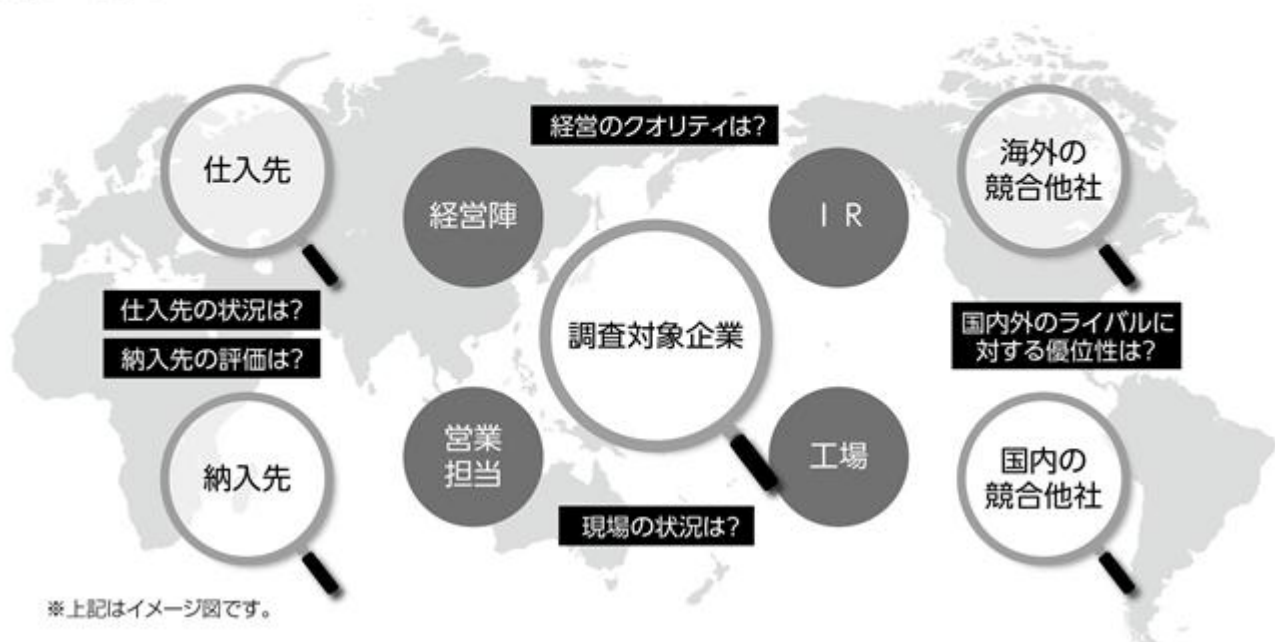 経営のクオリティは?
仕入先
経営陣
IR
海外の
競合他社
仕入先の状況は?
納入先の評価は?
調査対象企業
国内外のライバルに
対する優位性は?
納入先
営業
担当
工場
国内の
競合他社
現場の状況は?
※上記はイメージ図です。